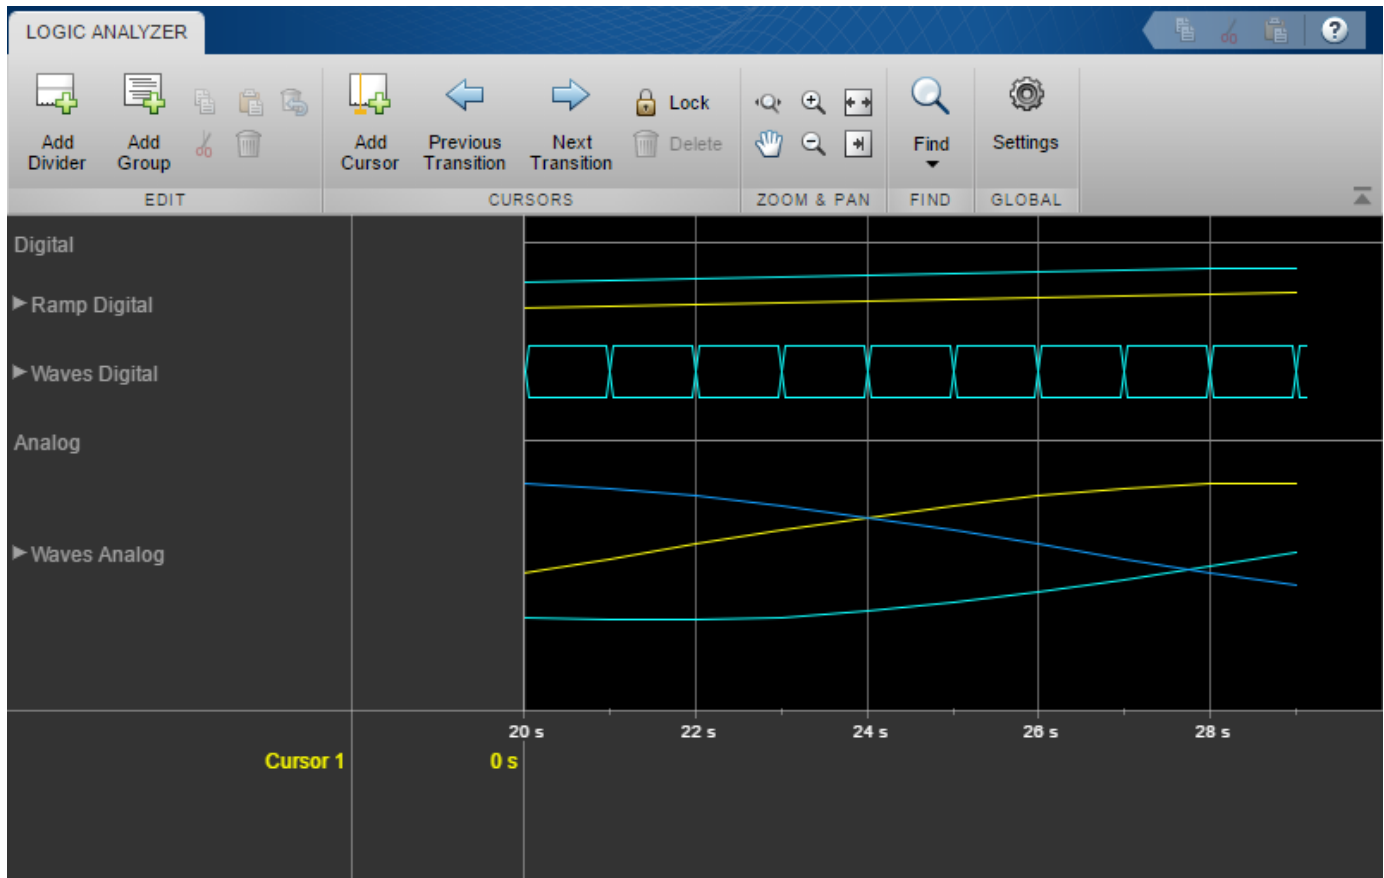 LOGIC ANALYZER
?
Add Divider
Add Group
Add Cursor
Previous Transition
Next Transition
Lock
Delete
Find
Settings
EDIT
CURSORS
ZOOM & PAN
FIND
GLOBAL
Digital
Ramp Digital
Waves Digital
Analog
Waves Analog
20 s
22 s
24 s
26 s
28 s
Cursor 1
0 s